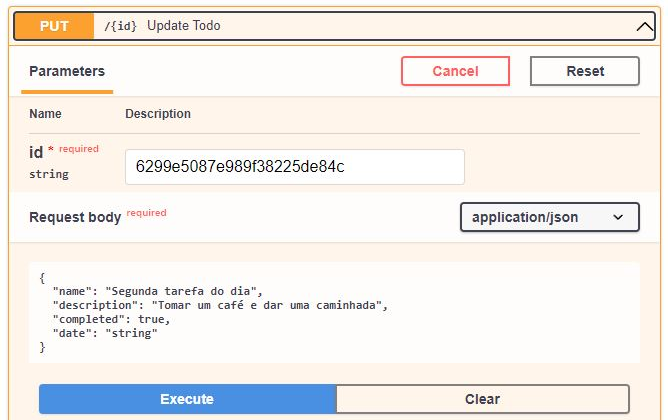 PUT /{id} Update Todo
Parameters Cancel Reset
Name Description
id * required 6299e5087e989f38225de84c
string
Request body required application/json
{
"name": "Segunda tarefa do dia",
"description": "Tomar um café e dar uma caminhada",
"completed": true,
"date": "string"
}
Execute Clear